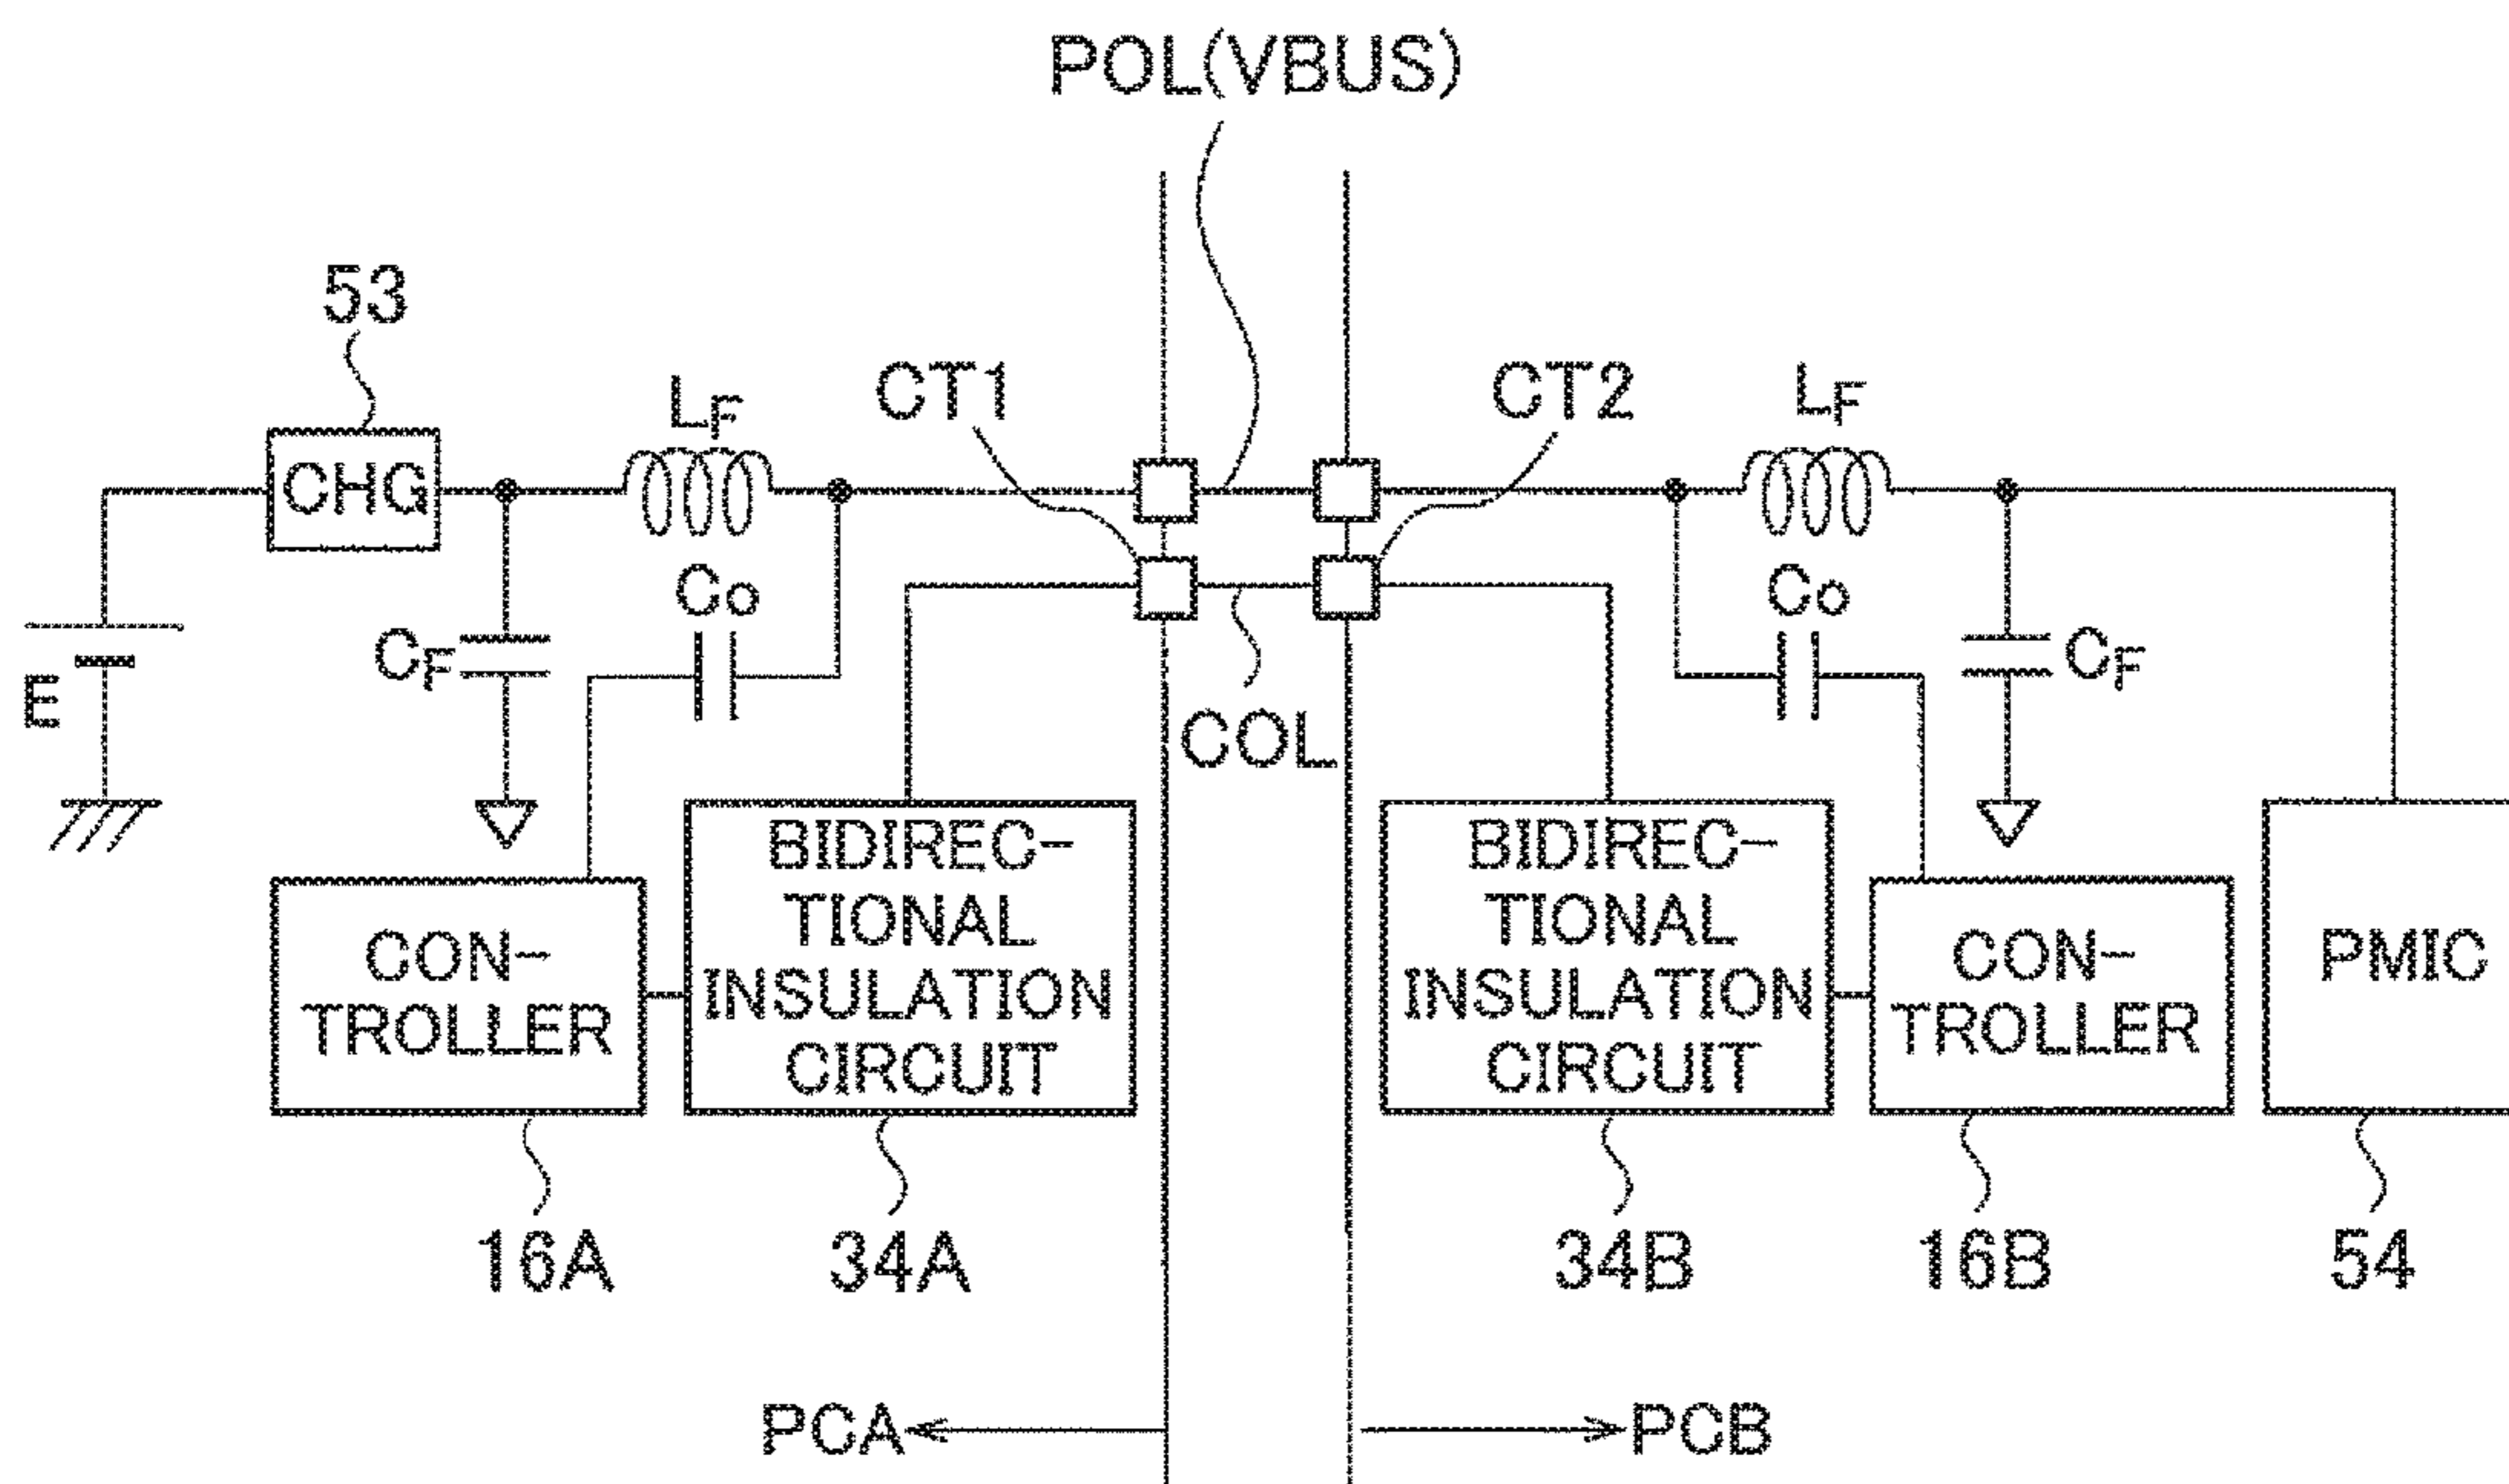 POL(VBUS)
53
LF
CT1
CT2
LF
CHG
Co
Co
CF
CF
E
COL
BIDIREC-
TIONAL
INSULATION
CIRCUIT
BIDIREC-
TIONAL
INSULATION
CIRCUIT
CON-
TROLLER
CON-
TROLLER
PMIC
16A
34A
34B
16B
54
PCA
PCB